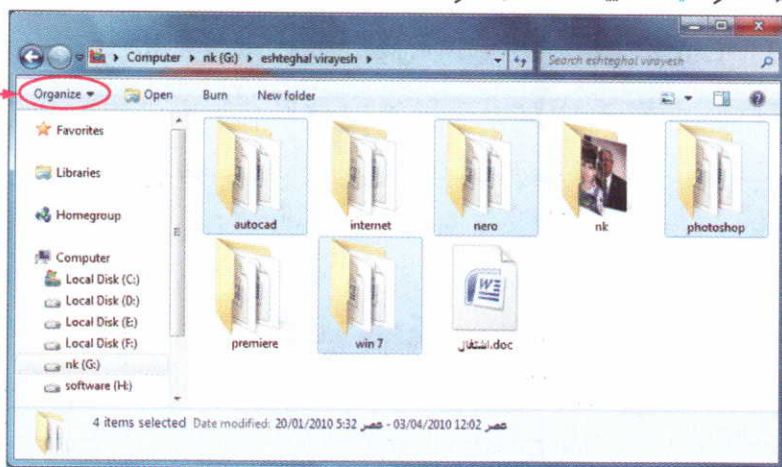 Computer ▸ nk (G:) ▸ eshteghal virayesh ▸
Search eshteghal virayesh
Organize ▾ Open Burn New folder
Favorites
Libraries
Homegroup
Computer
Local Disk (C:)
Local Disk (D:)
Local Disk (E:)
Local Disk (F:)
nk (G:)
software (H:)
autocad internet nero nk photoshop
premiere win 7 اشتغال.doc
4 items selected Date modified: 20/01/2010 5:32 عصر - 03/04/2010 12:02 عصر